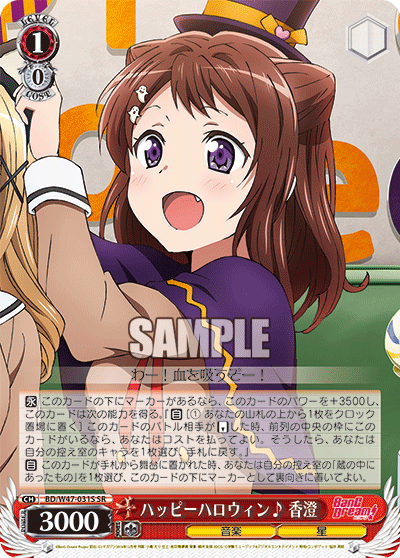 LEVEL
1
0
COST
SAMPLE
わー！血を吸うぞー！
永 このカードの下にマーカーがあるなら、このカードのパワーを＋3500し、
このカードは次の能力を得る。『自［① あなたの山札の上から1枚をクロック
置場に置く］このカードのバトル相手が した時、前列の中央の枠にこの
カードがいるなら、あなたはコストを払ってよい。そうしたら、あなたは
自分の控え室のキャラを1枚選び、手札に戻す。』
自 このカードが手札から舞台に置かれた時、あなたは自分の控え室の「蔵の中に
あったもの」を1枚選び、このカードの下にマーカーとして裏向きに置いてよい。
CH BD/W47-031S SR
3000
ハッピーハロウィン♪ 香澄
BanG Dream!
音楽
星